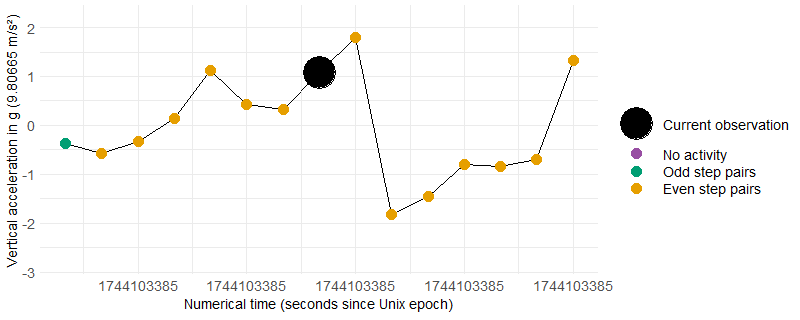 Vertical acceleration in g (9.80665 m/s²)
2
1
0
-1
-2
-3
1744103385 1744103385 1744103385 1744103385 1744103385
Numerical time (seconds since Unix epoch)
Current observation
No activity
Odd step pairs
Even step pairs